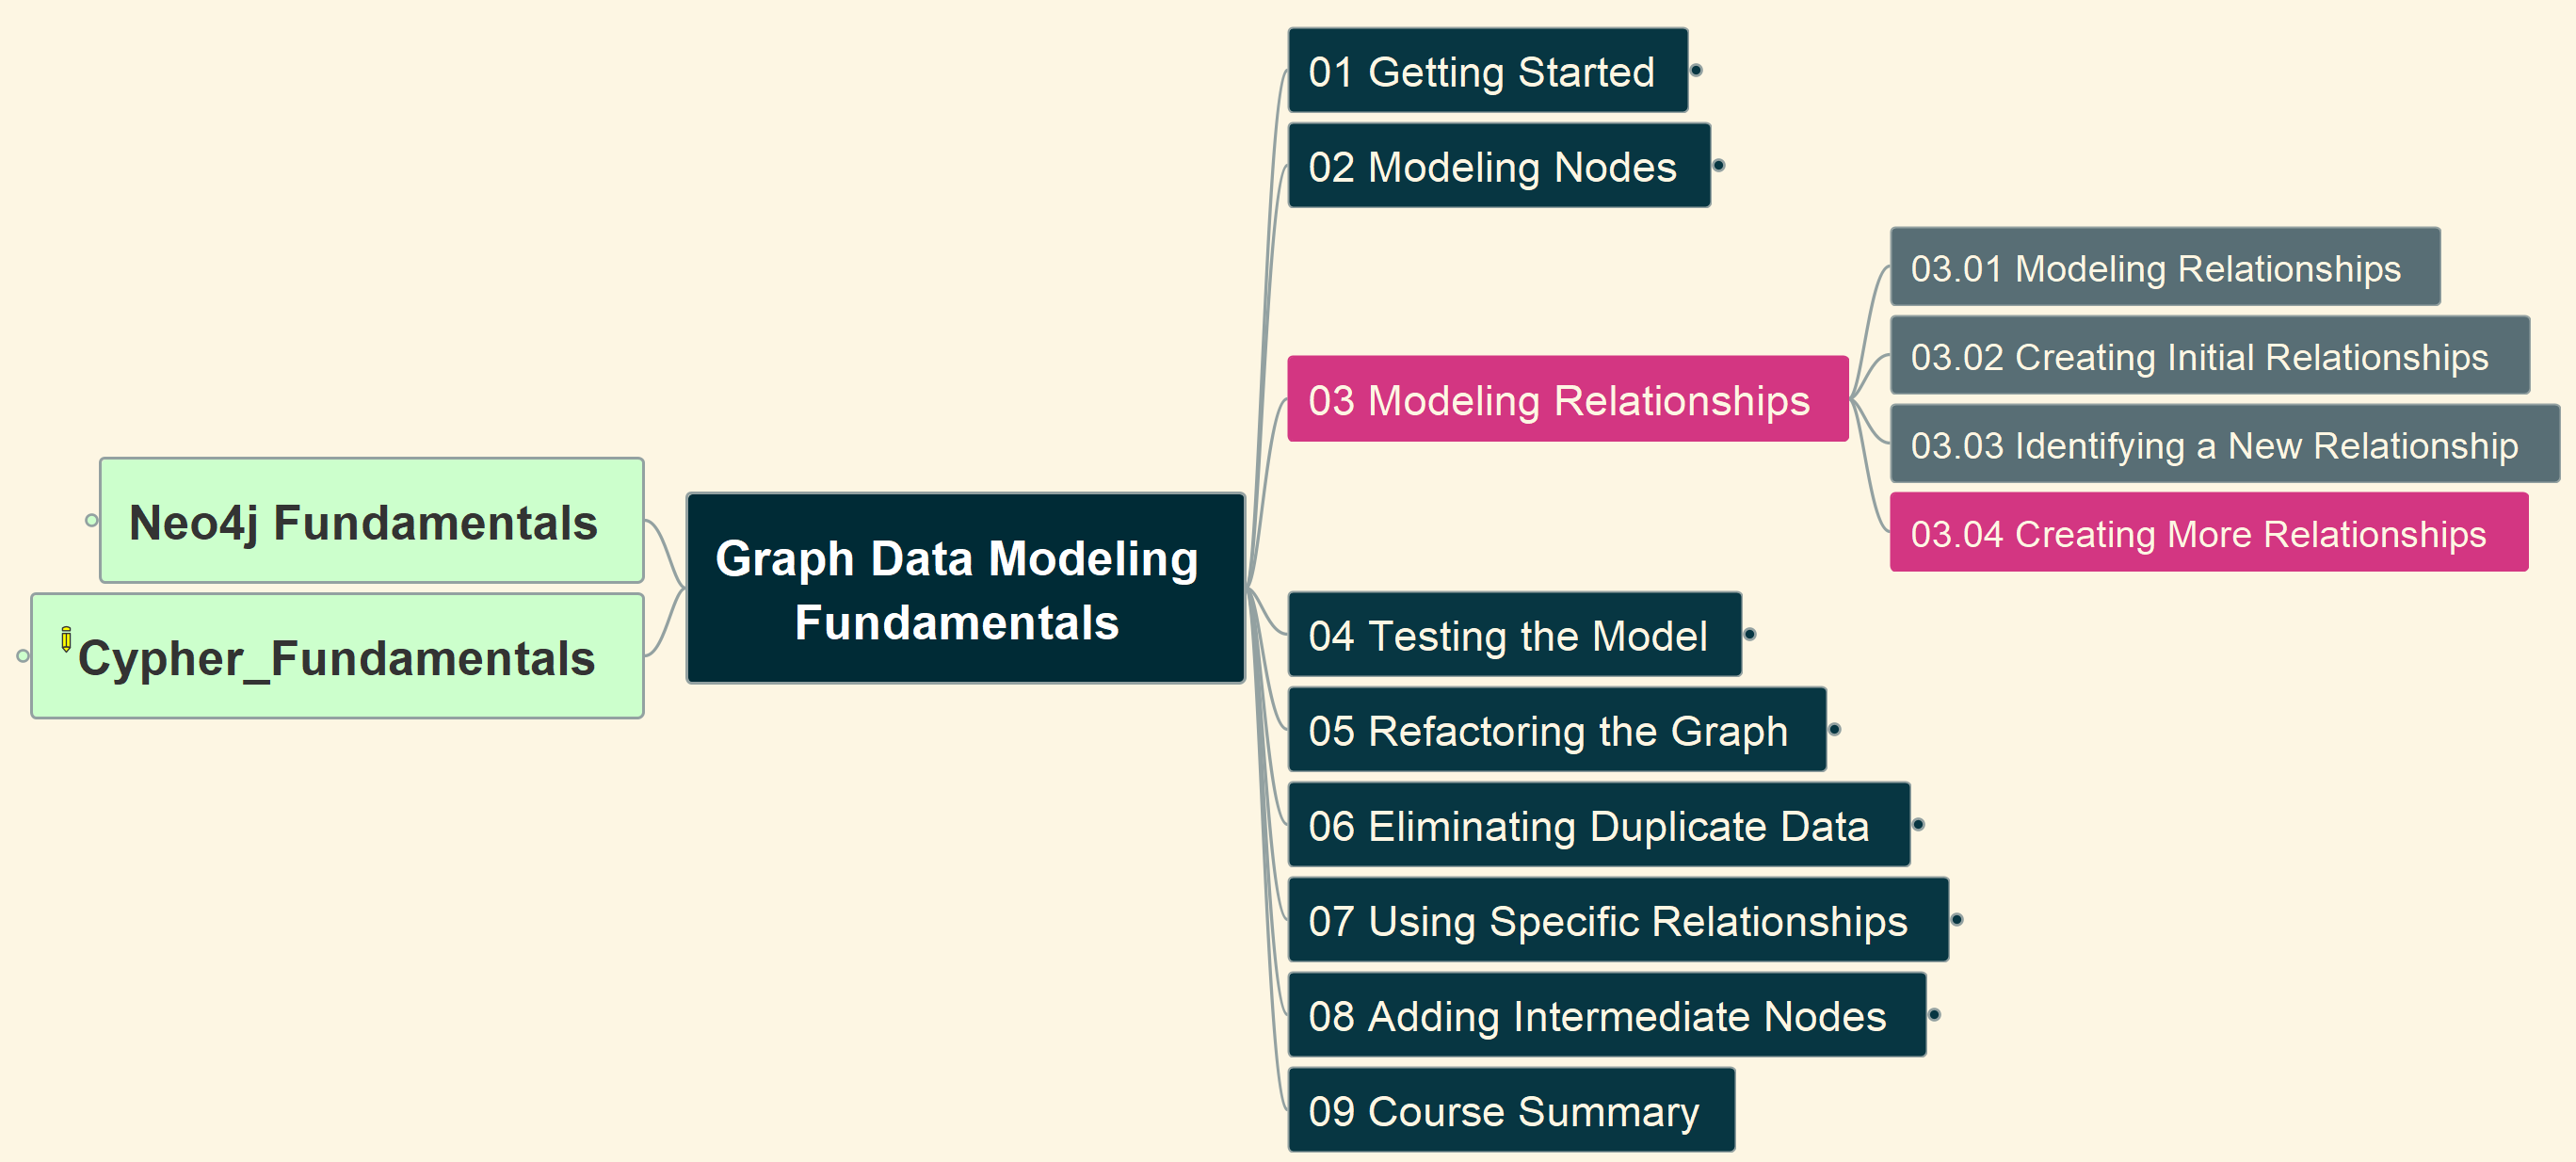 Neo4j Fundamentals
Cypher_Fundamentals
Graph Data Modeling
Fundamentals
01 Getting Started
02 Modeling Nodes
03 Modeling Relationships
03.01 Modeling Relationships
03.02 Creating Initial Relationships
03.03 Identifying a New Relationship
03.04 Creating More Relationships
04 Testing the Model
05 Refactoring the Graph
06 Eliminating Duplicate Data
07 Using Specific Relationships
08 Adding Intermediate Nodes
09 Course Summary